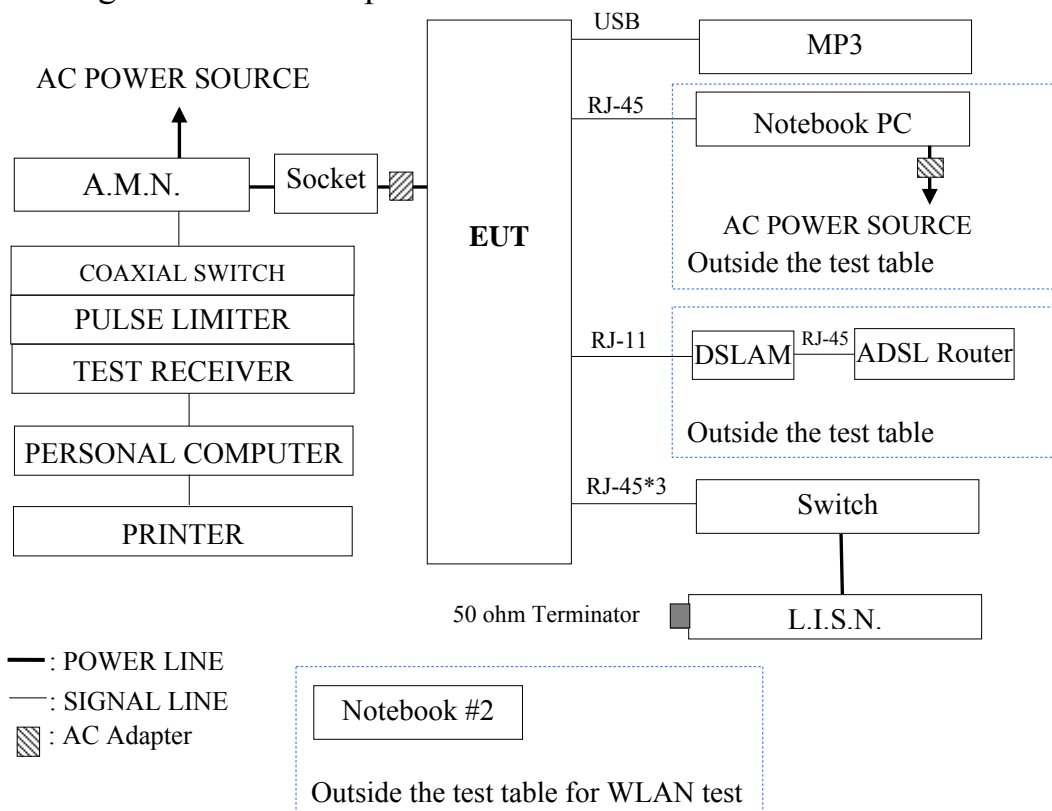 USB
MP3
AC POWER SOURCE
RJ-45
Notebook PC
A.M.N.
Socket
EUT
AC POWER SOURCE
Outside the test table
COAXIAL SWITCH
PULSE LIMITER
TEST RECEIVER
RJ-11
DSLAM
RJ-45
ADSL Router
Outside the test table
PERSONAL COMPUTER
PRINTER
RJ-45*3
Switch
50 ohm Terminator
L.I.S.N.
: POWER LINE
: SIGNAL LINE
: AC Adapter
Notebook #2
Outside the test table for WLAN test